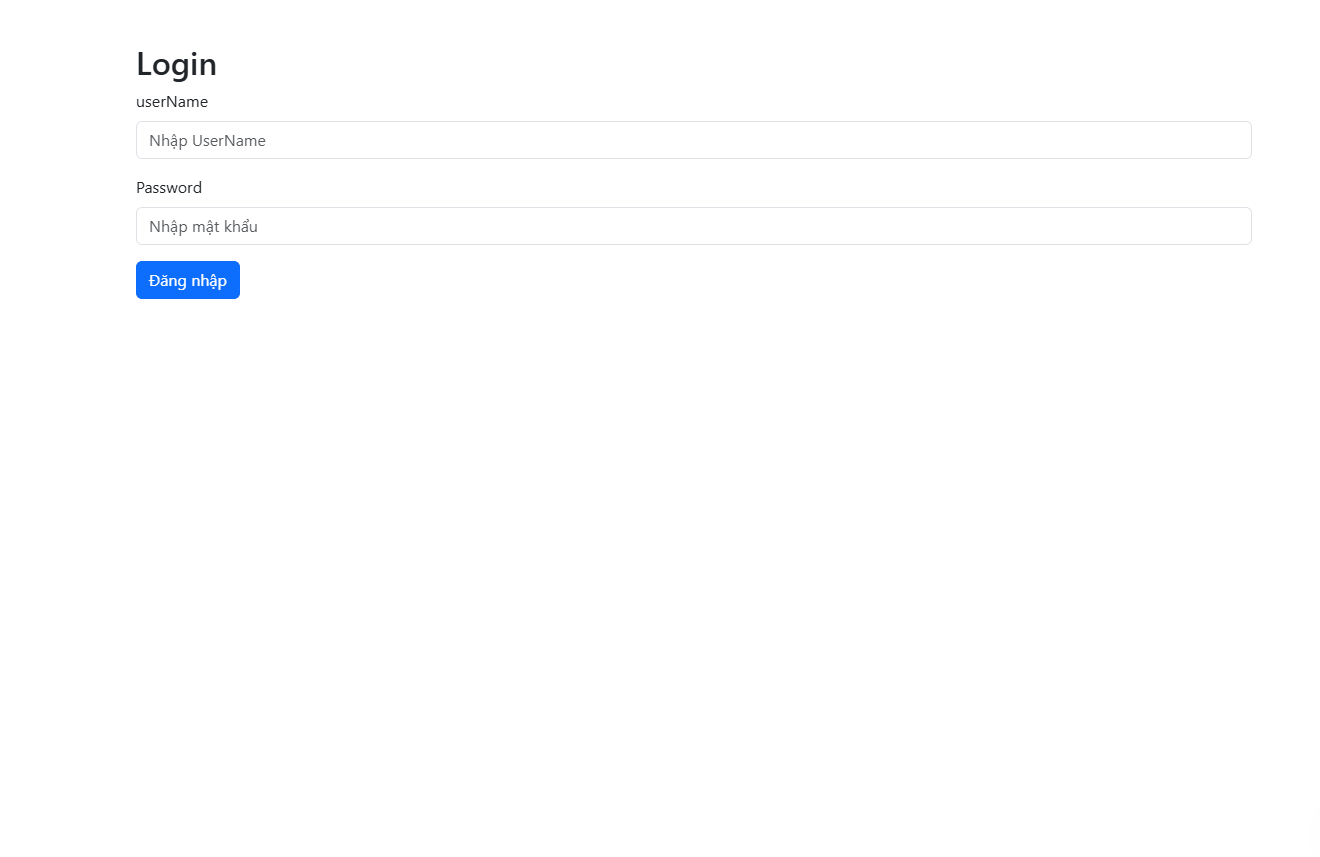 Login
userName
Nhập UserName
Password
Nhập mật khẩu
Đăng nhập